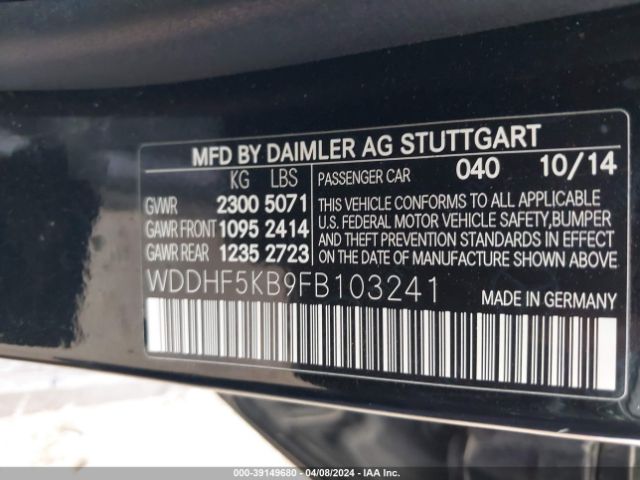 MFD BY DAIMLER AG STUTTGART
KG LBS
GVWR 2300 5071
GAWR FRONT 1095 2414
GAWR REAR 1235 2723
PASSENGER CAR 040 10/14
THIS VEHICLE CONFORMS TO ALL APPLICABLE
U.S. FEDERAL MOTOR VEHICLE SAFETY,BUMPER
AND THEFT PREVENTION STANDARDS IN EFFECT
ON THE DATE OF MANUFACTURE SHOWN ABOVE.
WDDHF5KB9FB103241 MADE IN GERMANY
000-39149680 - 04/08/2024 - IAA Inc.